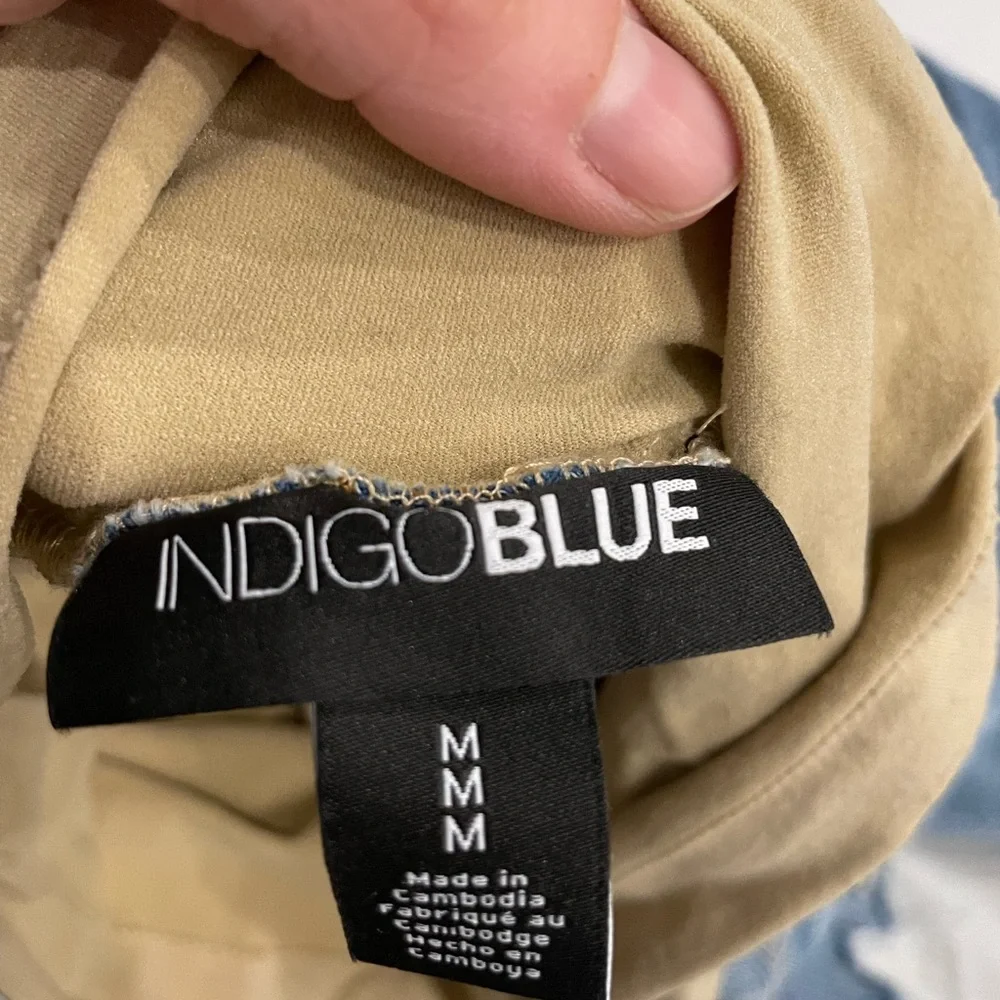 INDIGOBLUE
M
M
M
Made in
Cambodia
Fabriqué au
Cambodge
Hecho en
Camboya